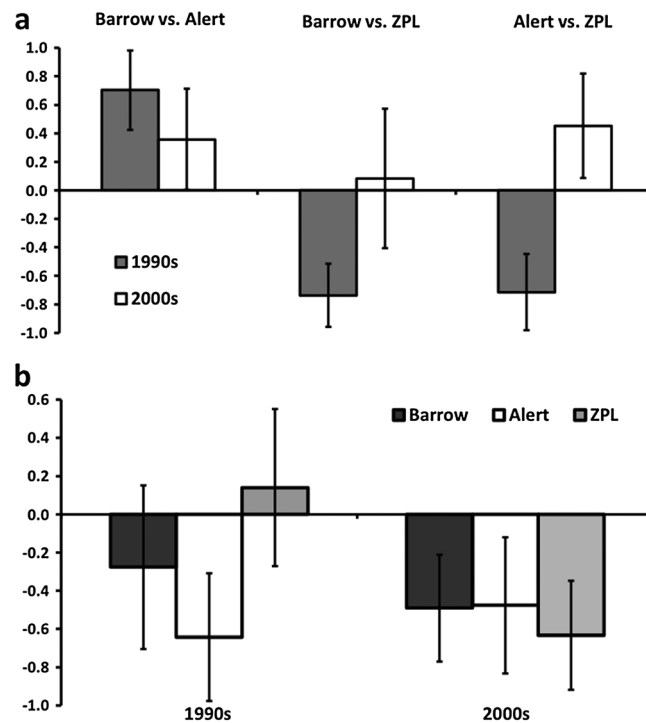 a
Barrow vs. Alert Barrow vs. ZPL Alert vs. ZPL
1.0
0.8
0.6
0.4
0.2
0.0
-0.2
-0.4
-0.6
-0.8
-1.0
1990s
2000s
b
0.6
0.4
0.2
0.0
-0.2
-0.4
-0.6
-0.8
-1.0
Barrow Alert ZPL
1990s 2000s